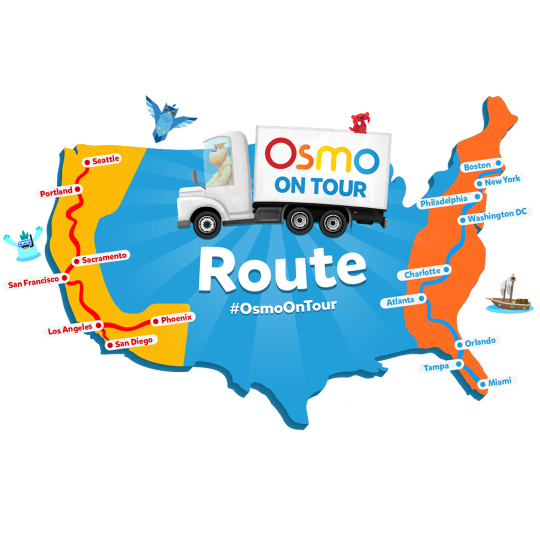 Osmo
ON TOUR
Route
#OsmoOnTour
Seattle
Portland
Sacramento
San Francisco
Los Angeles
Phoenix
San Diego
Boston
New York
Philadelphia
Washington DC
Charlotte
Atlanta
Orlando
Tampa
Miami